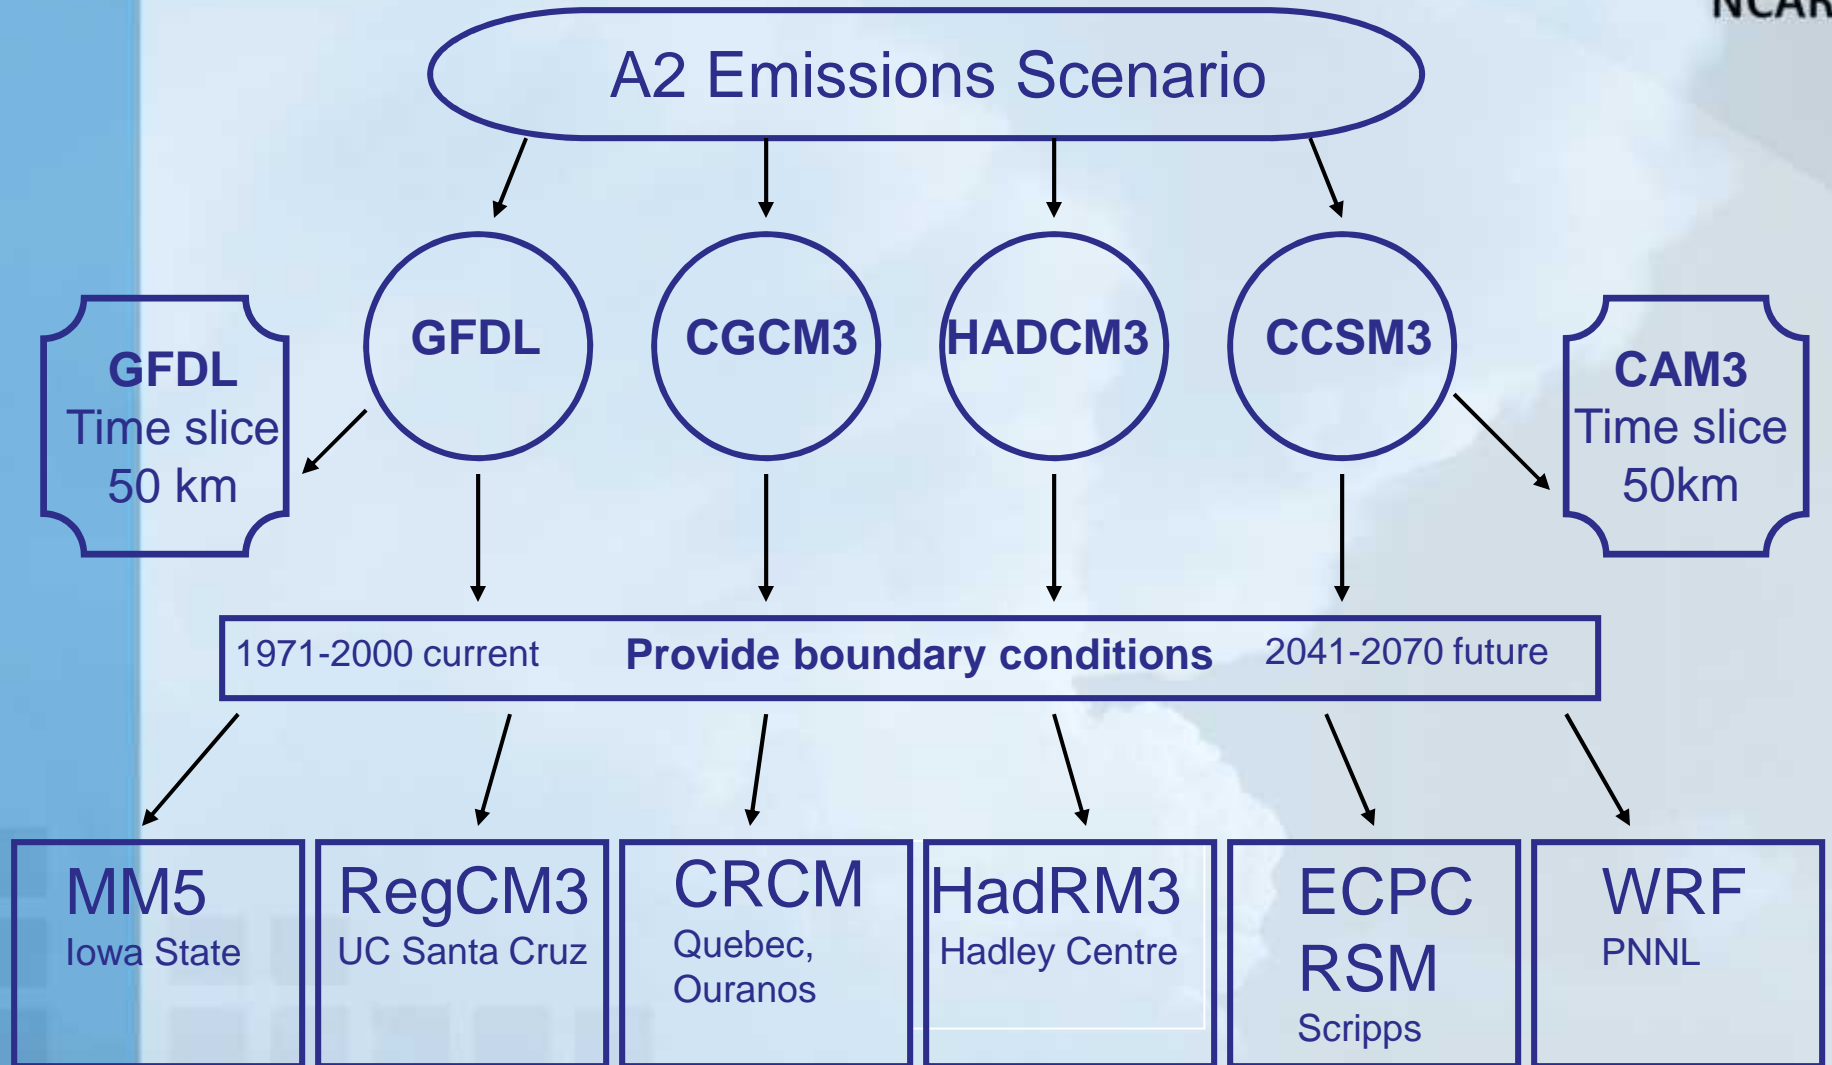 NCAR
A2 Emissions Scenario
GFDL
CGCM3
HADCM3
CCSM3
GFDL
Time slice
50 km
CAM3
Time slice
50km
1971-2000 current
Provide boundary conditions
2041-2070 future
MM5
Iowa State
RegCM3
UC Santa Cruz
CRCM
Quebec,
Ouranos
HadRM3
Hadley Centre
ECPC
RSM
Scripps
WRF
PNNL